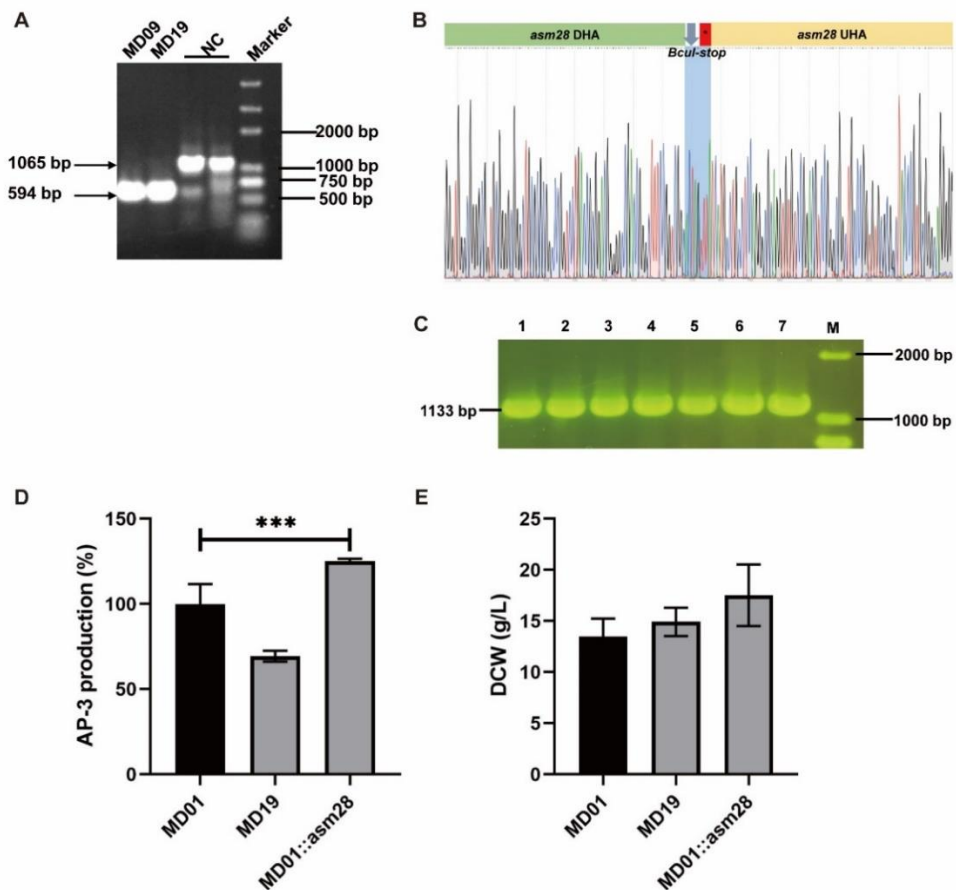 A
MD09
MD19
NC
Marker
2000 bp
1065 bp
1000 bp
750 bp
594 bp
500 bp
B
asm28 DHA
*
asm28 UHA
BcuI-stop
C
1 2 3 4 5 6 7 M
2000 bp
1133 bp
1000 bp
D
AP-3 production (%)
150
100
50
0
***
MD01
MD19
MD01::asm28
E
DCW (g/L)
25
20
15
10
5
0
MD01
MD19
MD01::asm28